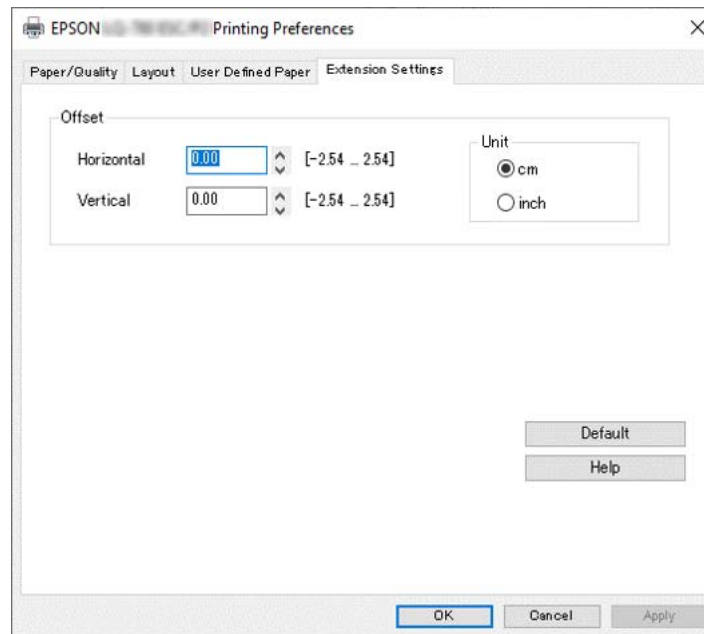 EPSON Printing Preferences
Paper/Quality Layout User Defined Paper Extension Settings
Offset
Horizontal 0.00 [-2.54 ... 2.54]
Vertical 0.00 [-2.54 ... 2.54]
Unit
cm
inch
Default
Help
OK Cancel Apply